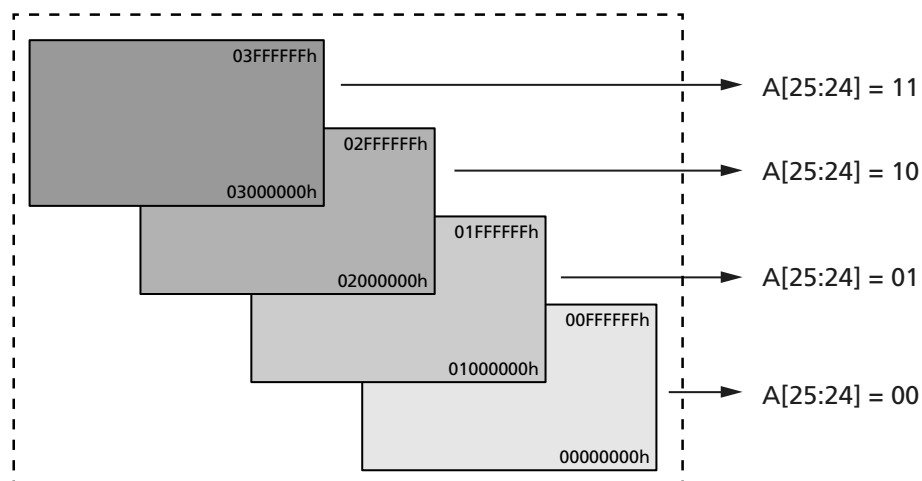 03FFFFFFh
A[25:24] = 11
02FFFFFFh
A[25:24] = 10
03000000h
01FFFFFFh
02000000h
A[25:24] = 01
00FFFFFFh
01000000h
A[25:24] = 00
00000000h